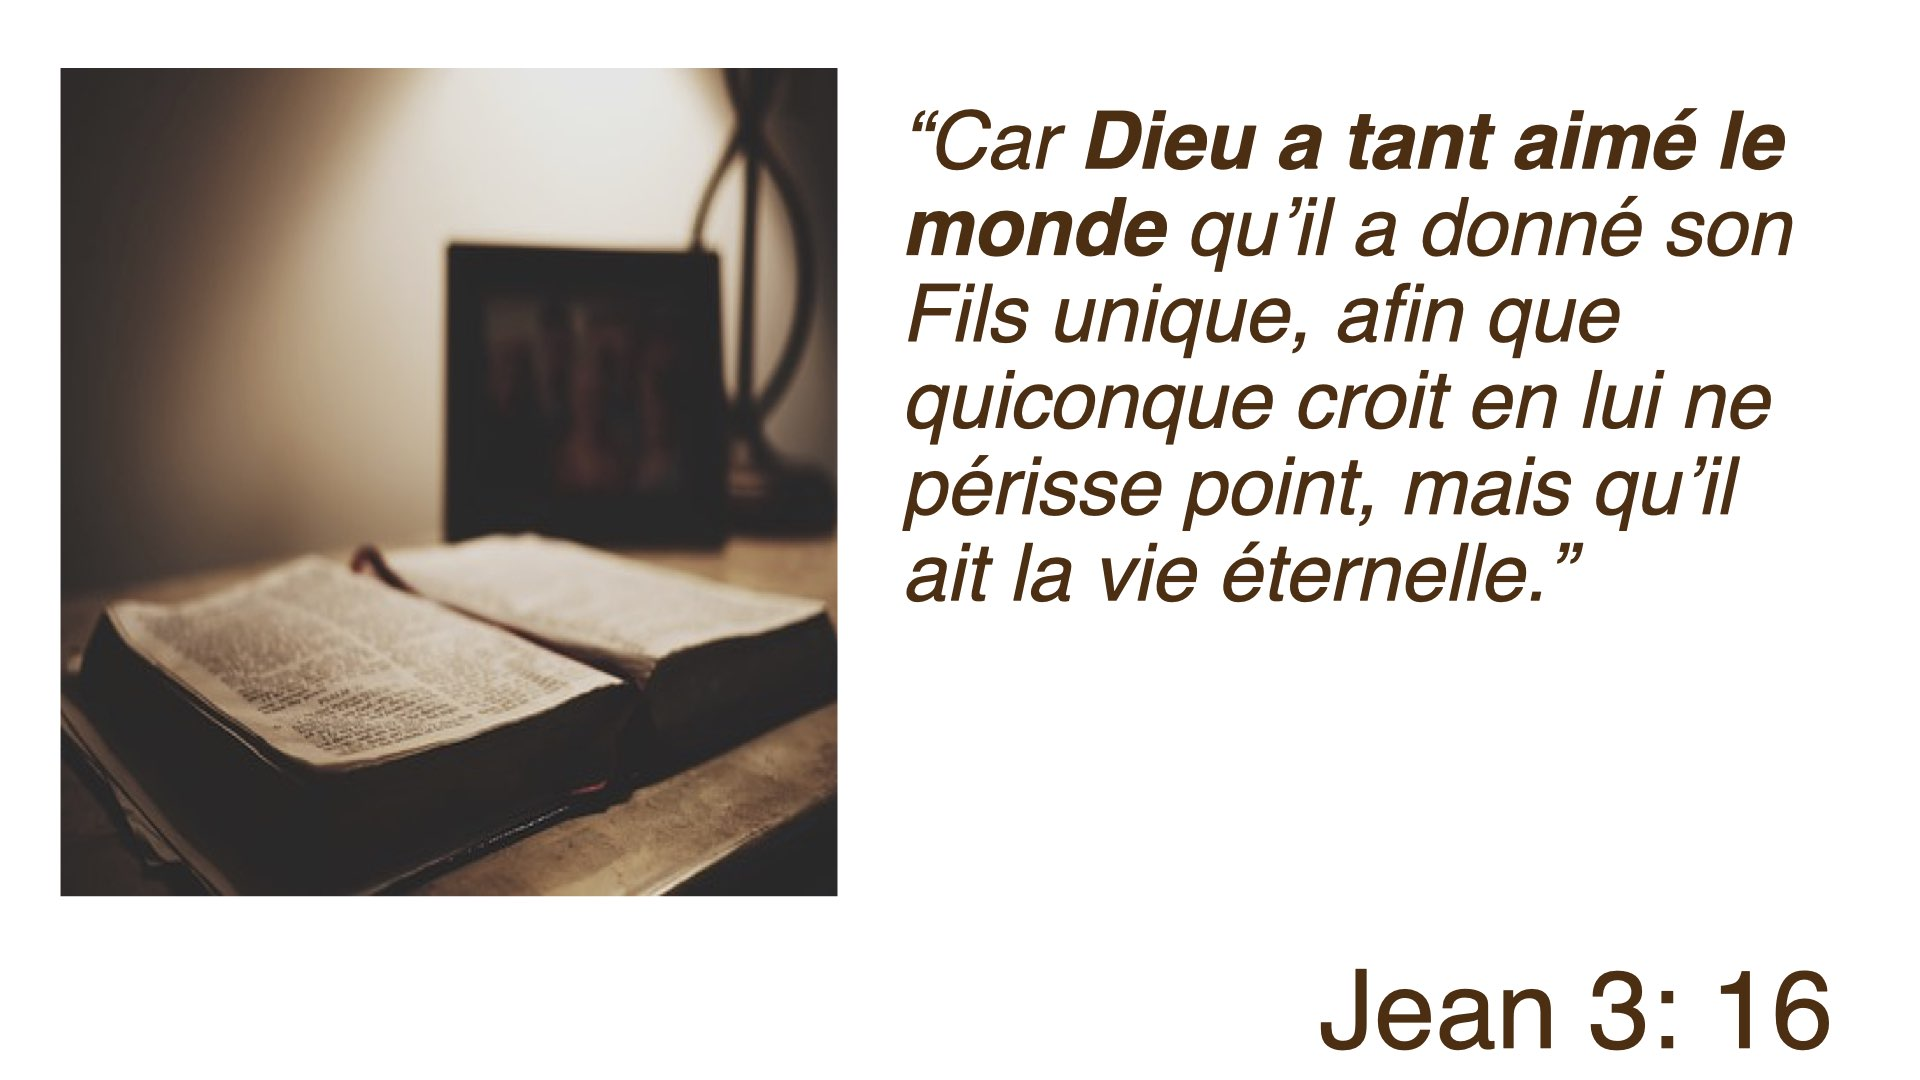 “Car Dieu a tant aimé le
monde qu’il a donné son
Fils unique, afin que
quiconque croit en lui ne
périsse point, mais qu’il
ait la vie éternelle.”
Jean 3: 16